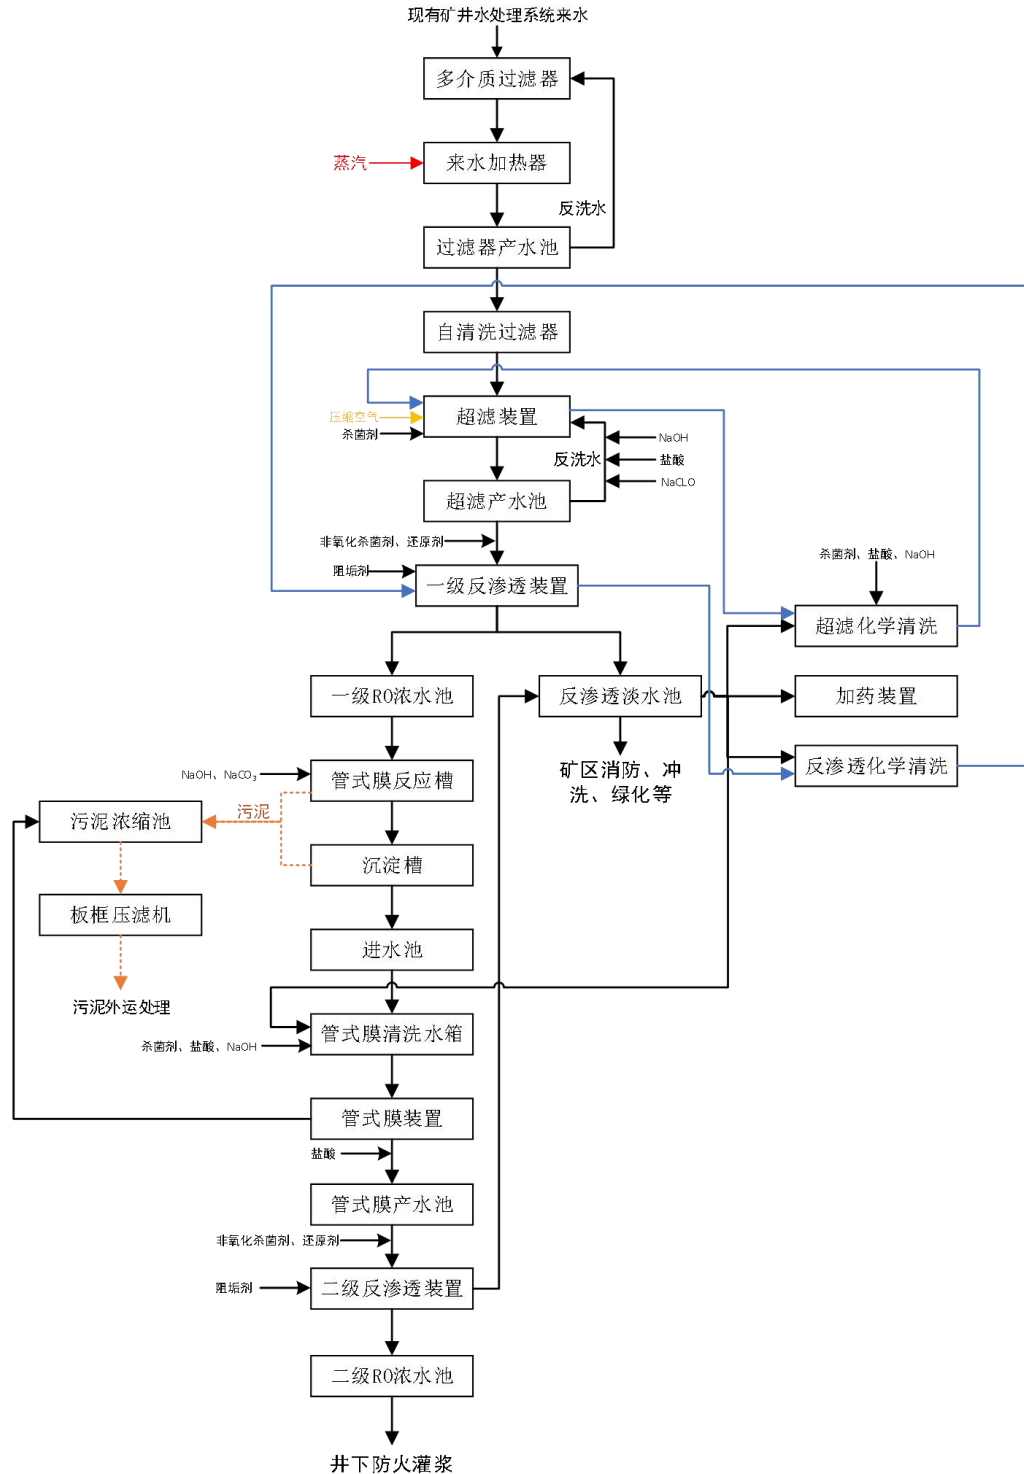 现有矿井水处理系统来水
多介质过滤器
蒸汽
来水加热器
反洗水
过滤器产水池
自清洗过滤器
压缩空气
杀菌剂
超滤装置
反洗水
NaOH
盐酸
NaCLO
超滤产水池
非氧化杀菌剂、还原剂
阻垢剂
一级反渗透装置
杀菌剂、盐酸、NaOH
超滤化学清洗
一级RO浓水池
反渗透淡水池
加药装置
矿区消防、冲
洗、绿化等
反渗透化学清洗
NaOH、NaCO₃
管式膜反应槽
污泥
污泥浓缩池
沉淀槽
板框压滤机
进水池
污泥外运处理
管式膜清洗水箱
杀菌剂、盐酸、NaOH
管式膜装置
盐酸
管式膜产水池
非氧化杀菌剂、还原剂
阻垢剂
二级反渗透装置
二级RO浓水池
井下防火灌浆